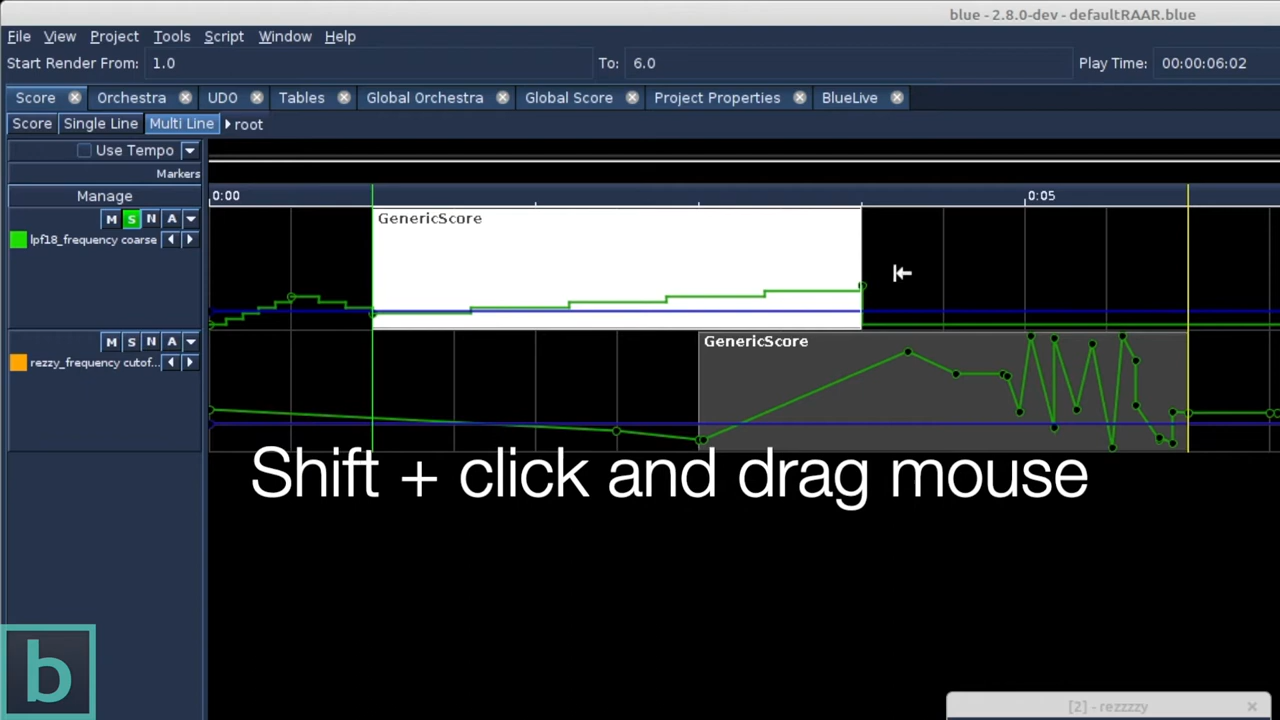 blue - 2.8.0-dev - defaultRAAR.blue
File View Project Tools Script Window Help
Start Render From: 1.0 To: 6.0 Play Time: 00:00:06:02
Score Orchestra UDO Tables Global Orchestra Global Score Project Properties BlueLive
Score Single Line Multi Line root
Use Tempo
Markers
Manage 0:00 0:05
M S N A GenericScore
lpf18_frequency coarse
M S N A GenericScore
rezzy_frequency cutof...
Shift + click and drag mouse
b
[2] - rezzzzy